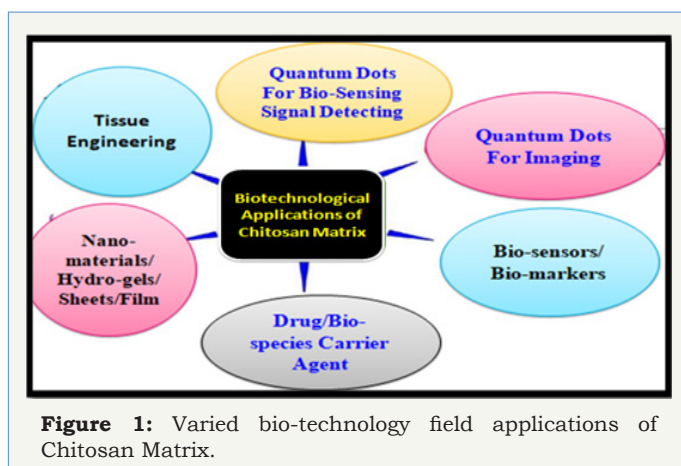 Quantum Dots
For Bio-Sensing
Signal Detecting
Tissue
Engineering
Quantum Dots
For Imaging
Biotechnological
Applications of
Chitosan Matrix
Nano-
materials/
Hydro-gels/
Sheets/Film
Bio-sensors/
Bio-markers
Drug/Bio-
species Carrier
Agent
Figure 1: Varied bio-technology field applications of
Chitosan Matrix.